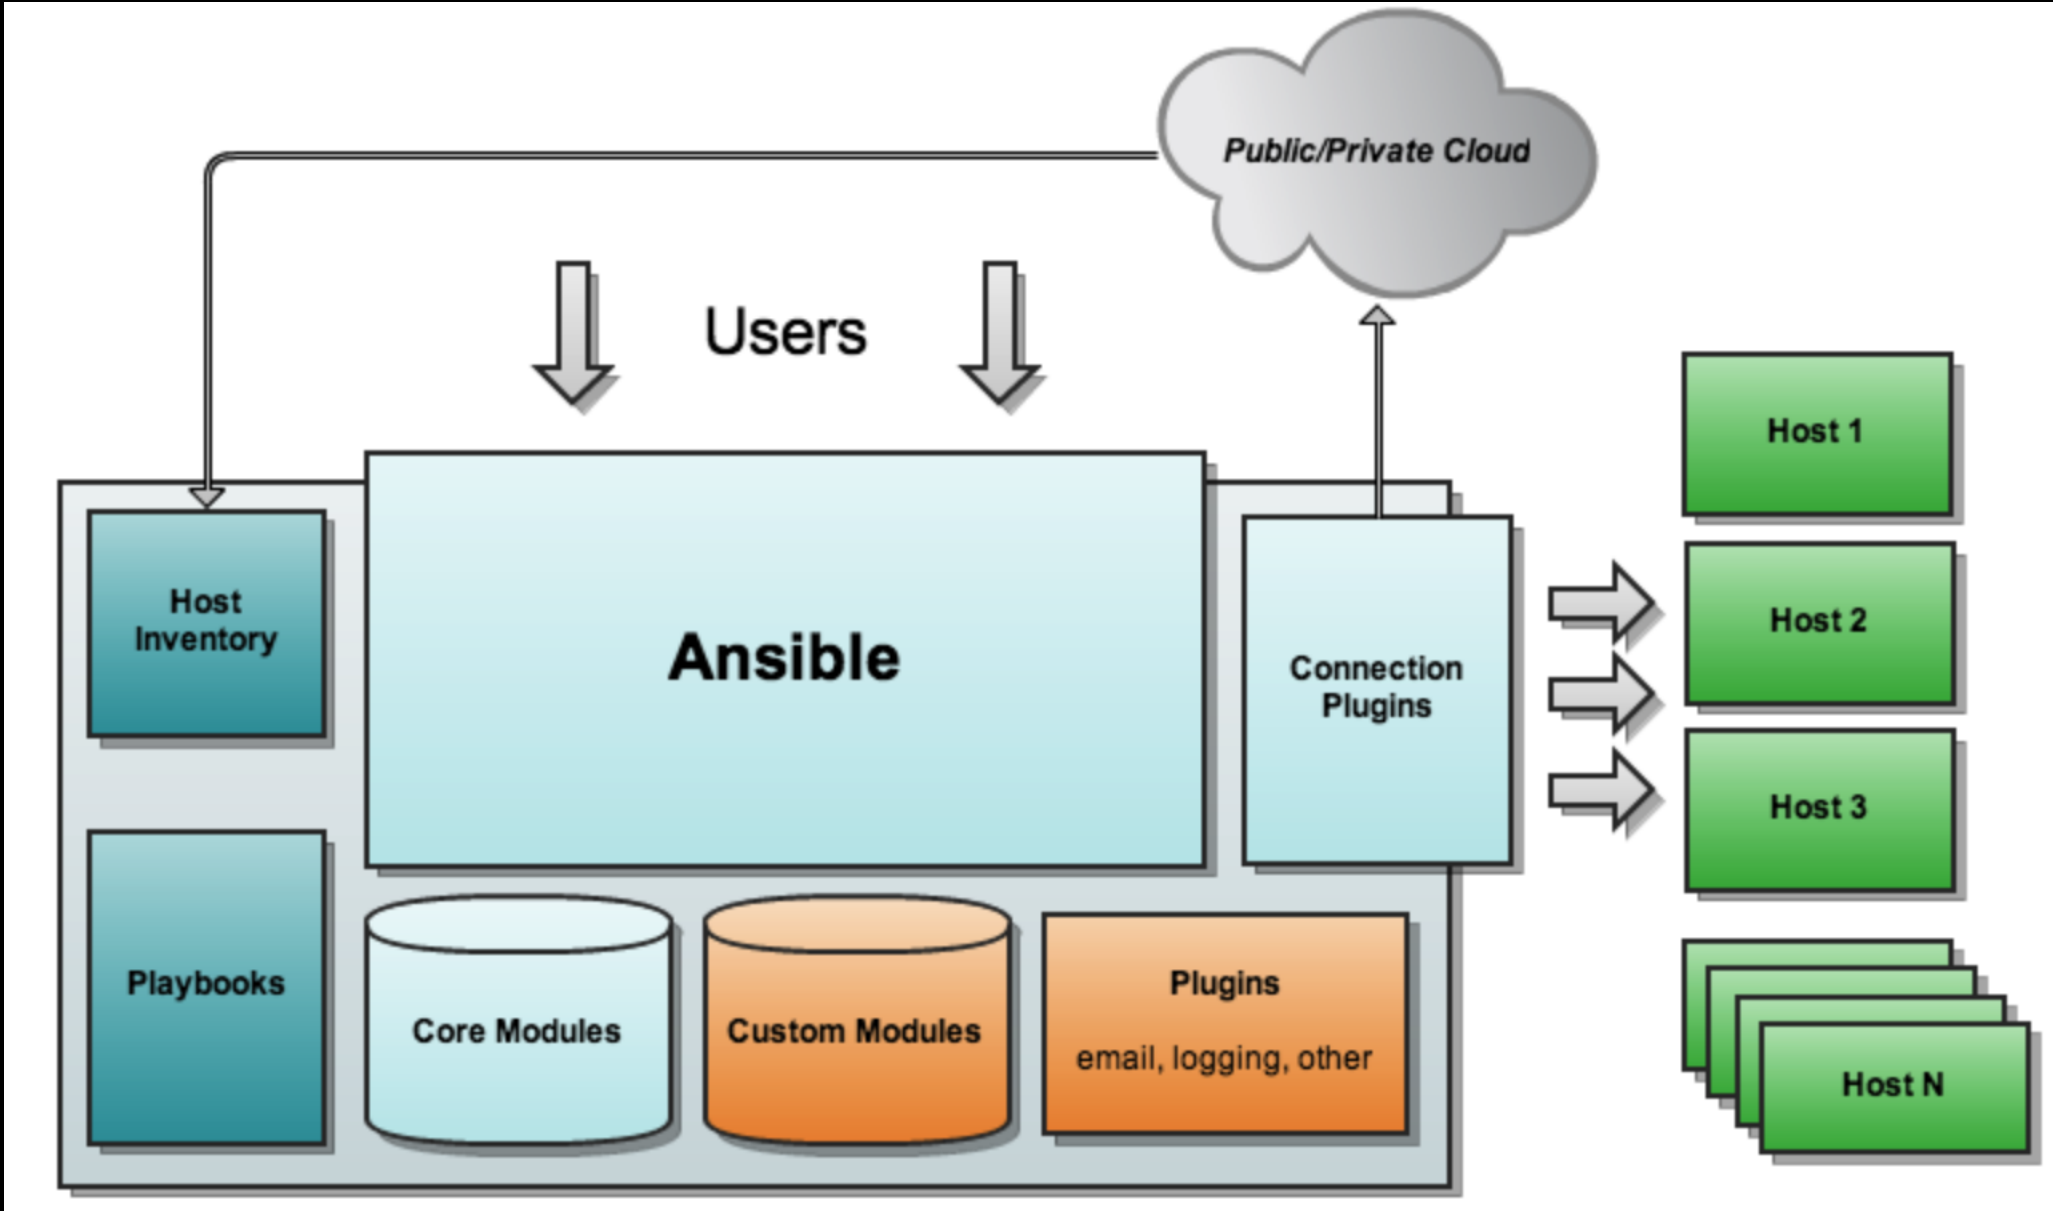 Public/Private Cloud
Users
Host 1
Host
Inventory
Ansible
Connection
Plugins
Host 2
Host 3
Playbooks
Core Modules
Custom Modules
Plugins
email, logging, other
Host N